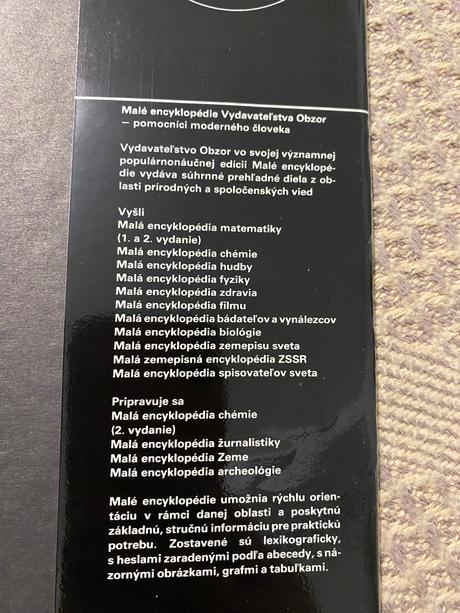 Malé encyklopédie Vydavateľstva Obzor
— pomocníci moderného človeka
Vydavateľstvo Obzor vo svojej významnej
populárnonáučnej edícii Malé encyklopé-
die vydáva súhrnné prehľadné diela z ob-
lasti prírodných a spoločenských vied
Vyšli
Malá encyklopédia matematiky
(1. a 2. vydanie)
Malá encyklopédia chémie
Malá encyklopédia hudby
Malá encyklopédia fyziky
Malá encyklopédia zdravia
Malá encyklopédia filmu
Malá encyklopédia bádateľov a vynálezcov
Malá encyklopédia biológie
Malá encyklopédia zemepisu sveta
Malá zemepisná encyklopédia ZSSR
Malá encyklopédia spisovateľov sveta
Pripravuje sa
Malá encyklopédia chémie
(2. vydanie)
Malá encyklopédia žurnalistiky
Malá encyklopédia Zeme
Malá encyklopédia archeológie
Malé encyklopédie umožnia rýchlu orien-
táciu v rámci danej oblasti a poskytnú
základnú, stručnú informáciu pre praktickú
potrebu. Zostavené sú lexikograficky,
s heslami zaradenými podľa abecedy, s ná-
zornými obrázkami, grafmi a tabuľkami.